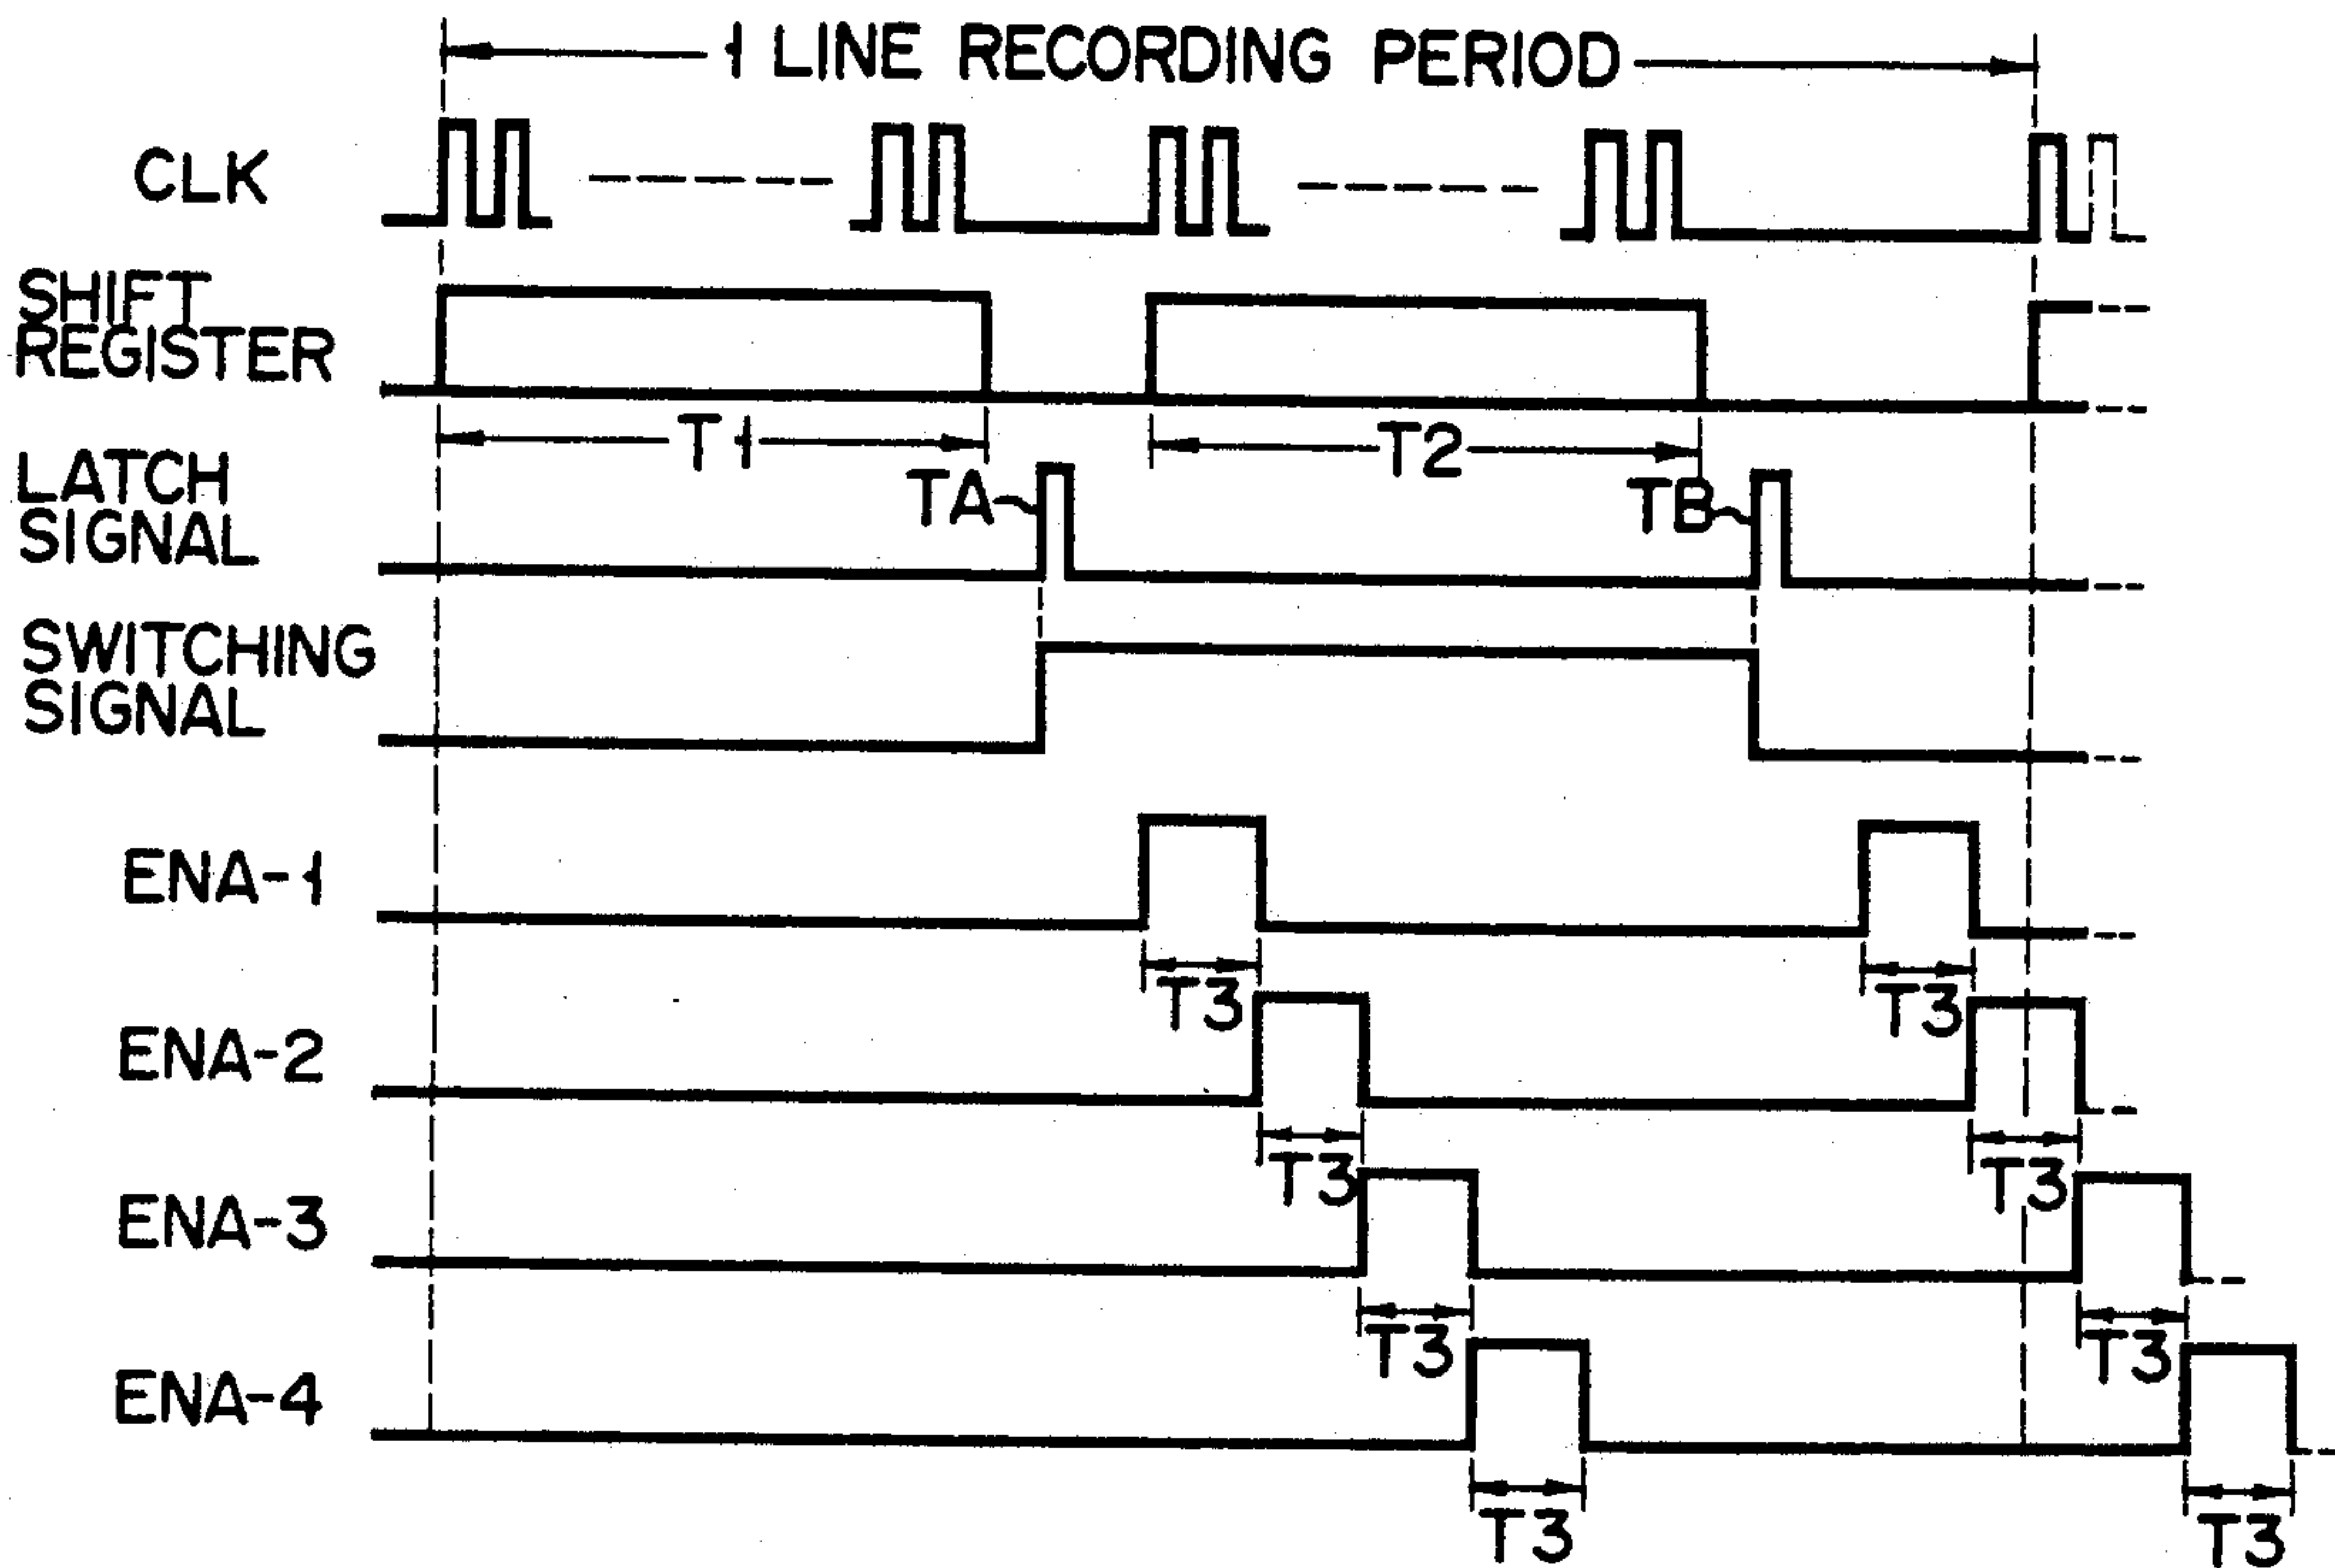 1 LINE RECORDING PERIOD
CLK
SHIFT
REGISTER
T1
T2
LATCH
SIGNAL
TA
TB
SWITCHING
SIGNAL
ENA-1
T3
T3
ENA-2
T3
T3
ENA-3
T3
T3
ENA-4
T3
T3